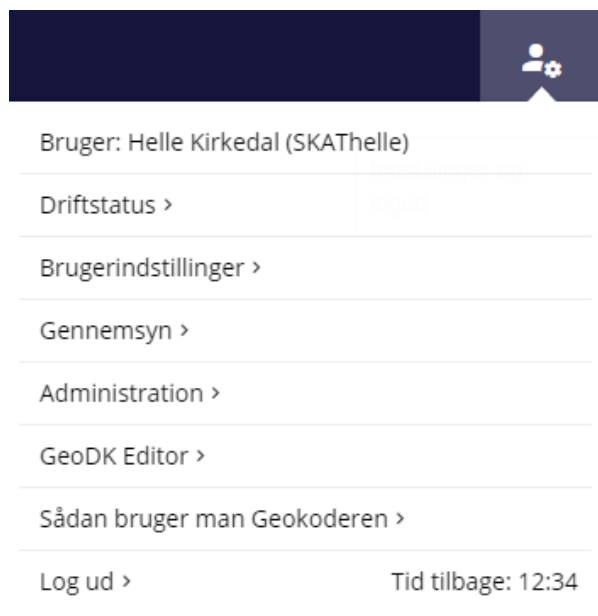 Bruger: Helle Kirkedal (SKAThelle)
Driftstatus >
Brugerindstillinger >
Gennemsyn >
Administration >
GeoDK Editor >
Sådan bruger man Geokoderen >
Log ud > Tid tilbage: 12:34